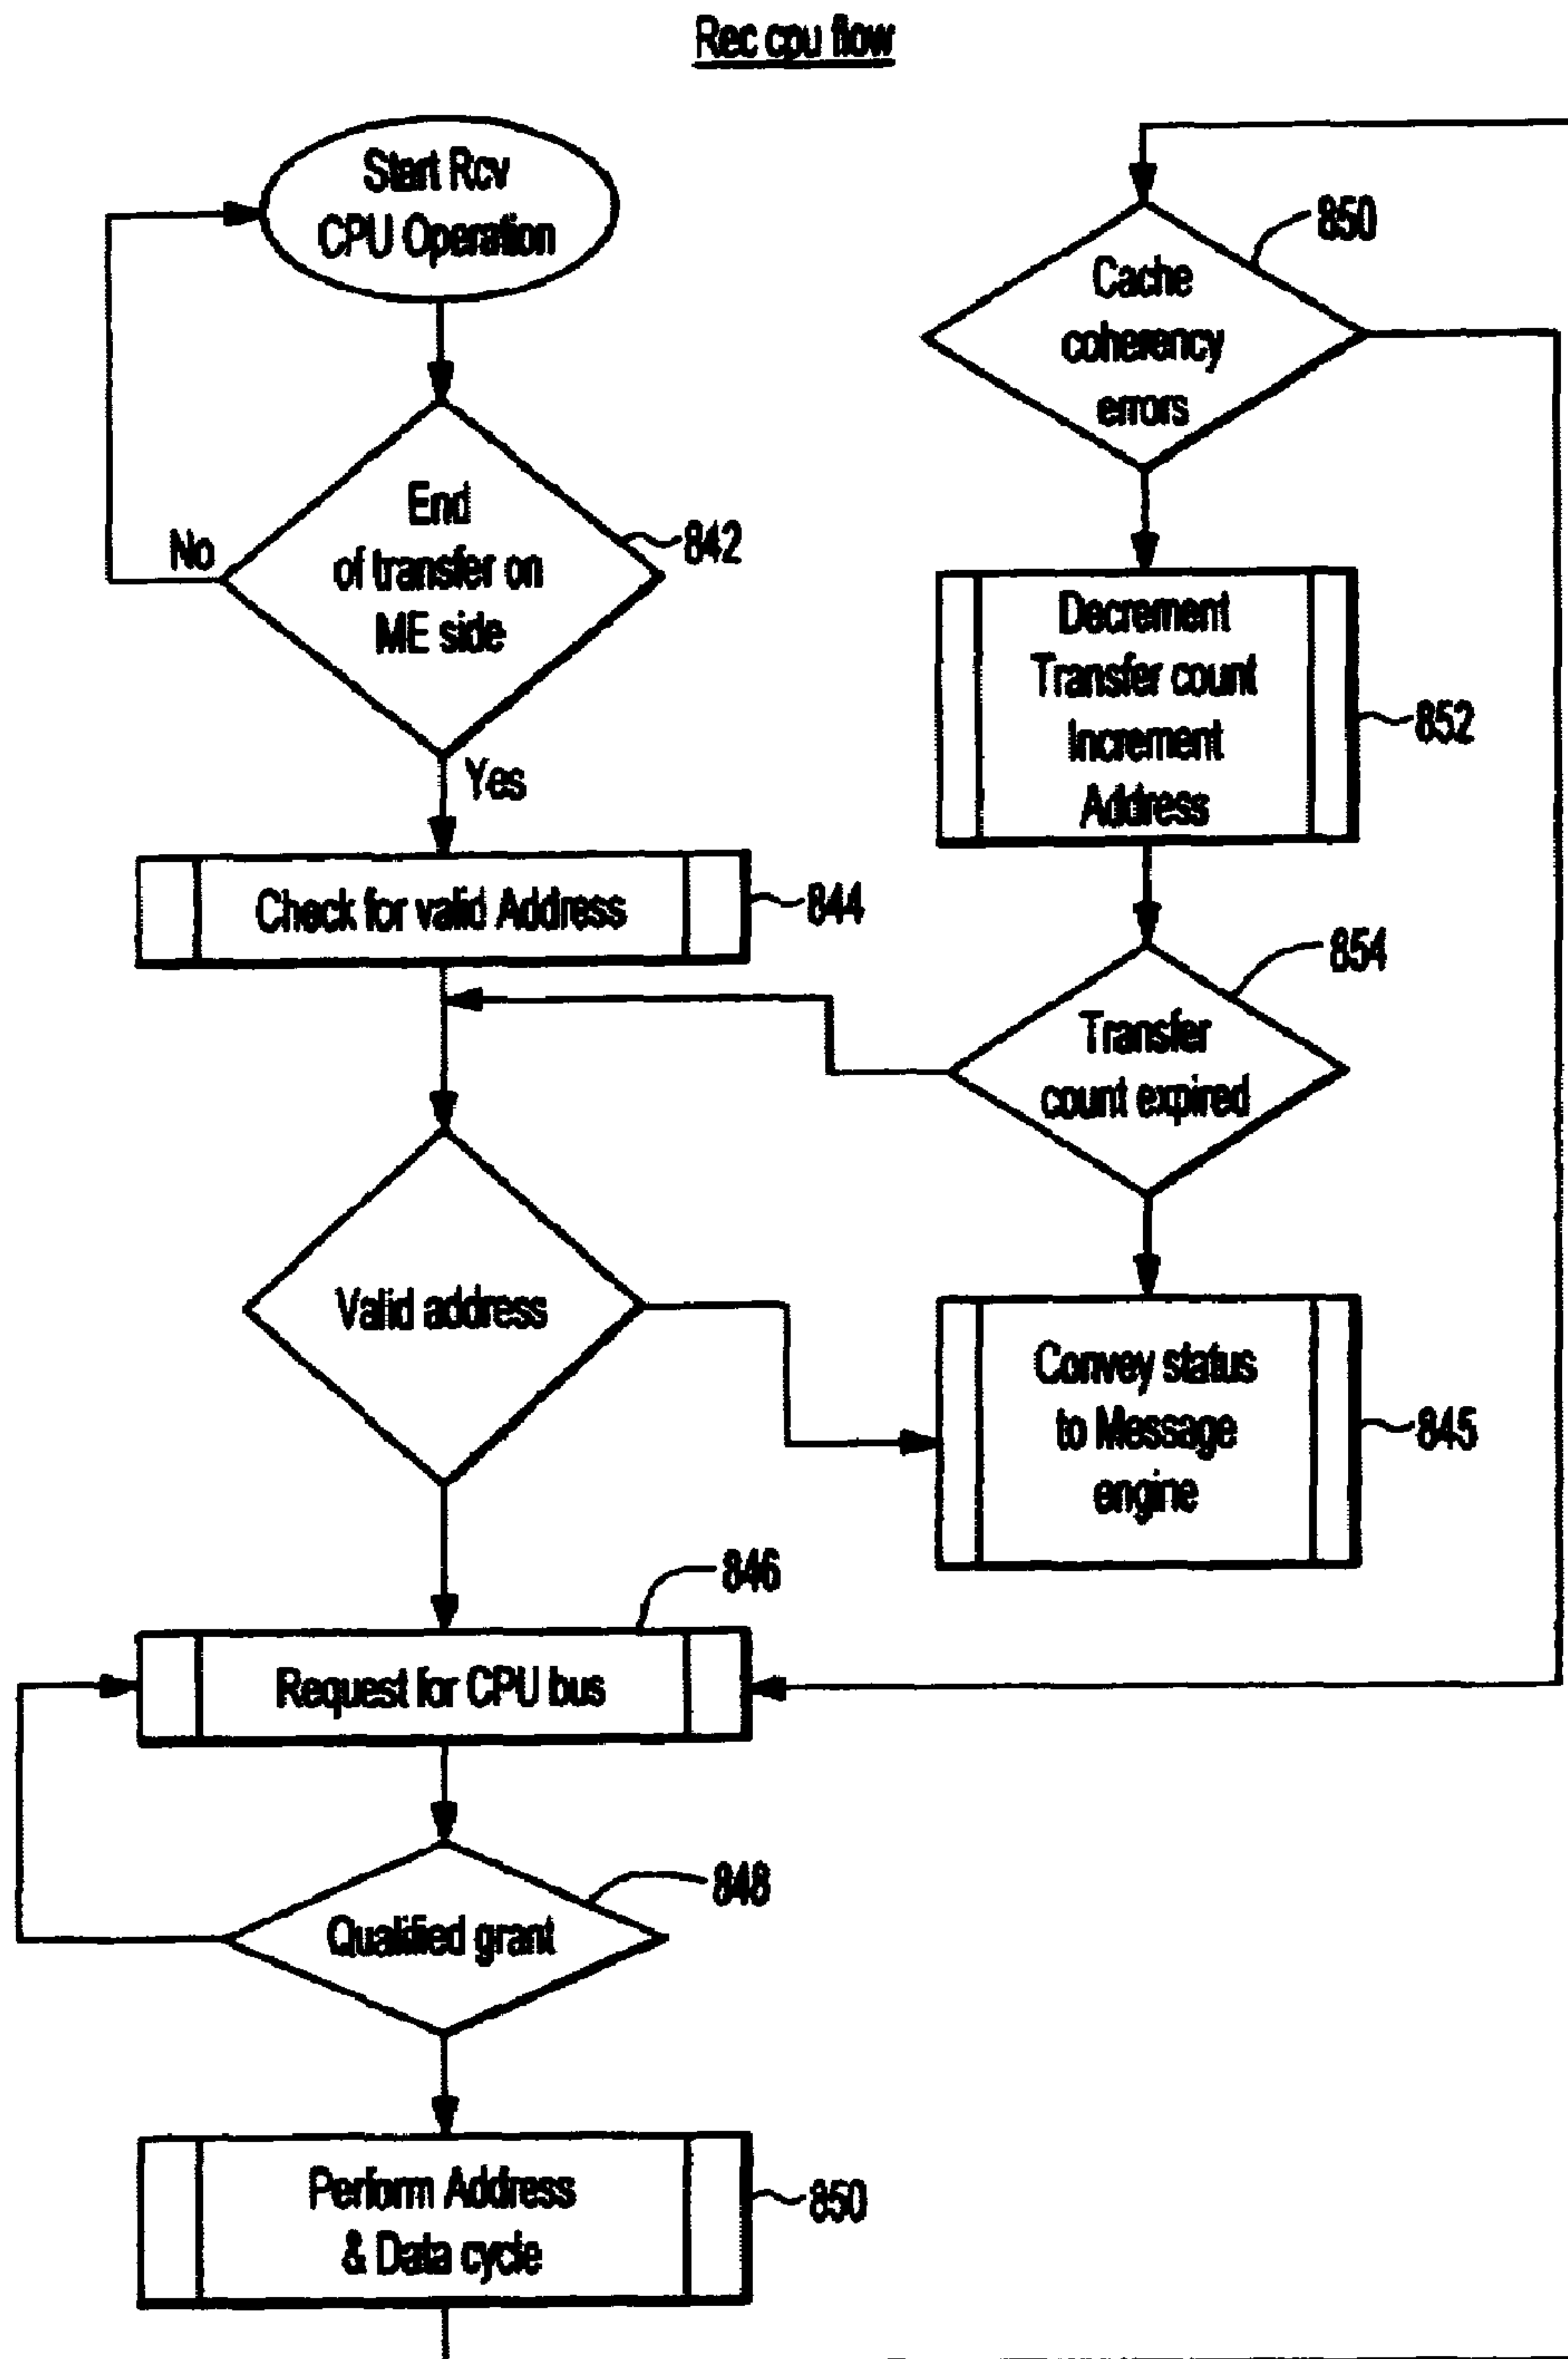 Rec cpu flow
Start Rcv
CPU Operation
End
of transfer on
ME side
842
No
Yes
Check for valid Address
844
Valid address
846
Request for CPU bus
Qualified grant
848
Perform Address
& Data cycle
850
Cache
coherency
errors
850
Decrement
Transfer count
Increment
Address
852
Transfer
count expired
854
Convey status
to Message
engine
845